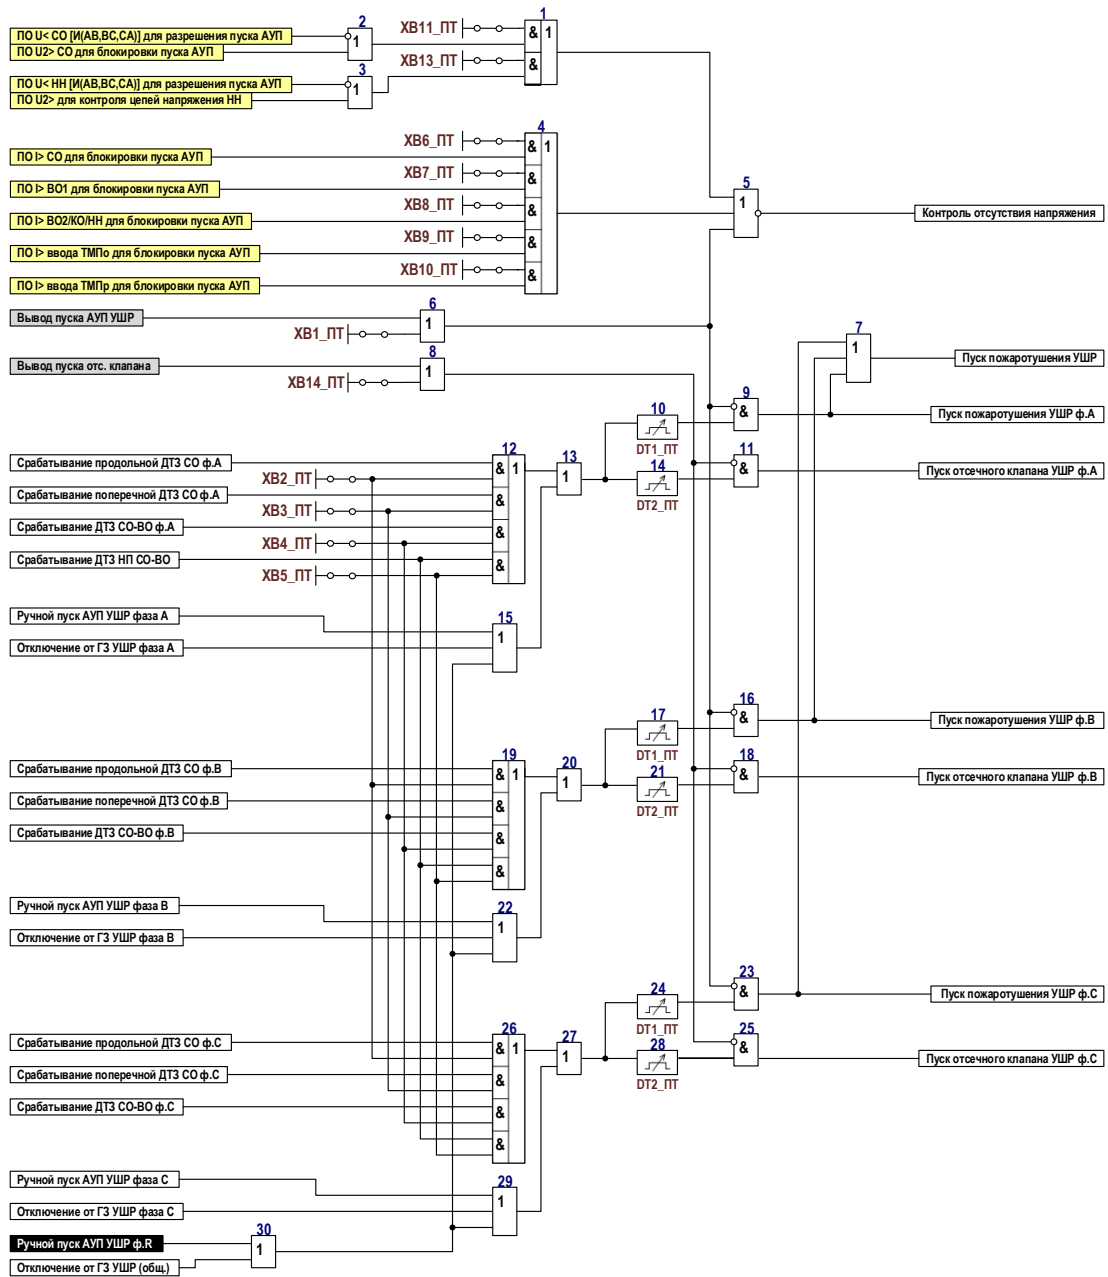 1
2
ХВ11_ПТ
&
1
ПО U< СО [И(АВ,ВС,СА)] для разрешения пуска АУП
1
ПО U2> СО для блокировки пуска АУП
ХВ13_ПТ
&
3
ПО U< НН [И(АВ,ВС,СА)] для разрешения пуска АУП
1
ПО U2> для контроля цепей напряжения НН
4
ХВ6_ПТ
&
1
ПО I> СО для блокировки пуска АУП
ХВ7_ПТ
&
ПО I> ВО1 для блокировки пуска АУП
5
ХВ8_ПТ
&
1
ПО I> ВО2/КО/НН для блокировки пуска АУП
Контроль отсутствия напряжения
ХВ9_ПТ
&
ПО I> ввода ТМПо для блокировки пуска АУП
ХВ10_ПТ
&
ПО I> ввода ТМПр для блокировки пуска АУП
6
Вывод пуска АУП УШР
1
ХВ1_ПТ
7
1
Пуск пожаротушения УШР
8
Вывод пуска отс. клапана
1
ХВ14_ПТ
9
10
&
Пуск пожаротушения УШР ф.А
DT1_ПТ
11
12
13
14
Срабатывание продольной ДТЗ СО ф.А
&
1
1
&
Пуск отсечного клапана УШР ф.А
ХВ2_ПТ
DT2_ПТ
Срабатывание поперечной ДТЗ СО ф.А
&
ХВ3_ПТ
Срабатывание ДТЗ СО-ВО ф.А
&
ХВ4_ПТ
Срабатывание ДТЗ НП СО-ВО
&
ХВ5_ПТ
Ручной пуск АУП УШР фаза А
15
1
Отключение от ГЗ УШР фаза А
16
17
&
Пуск пожаротушения УШР ф.В
DT1_ПТ
18
19
20
21
Срабатывание продольной ДТЗ СО ф.В
&
1
1
&
Пуск отсечного клапана УШР ф.В
DT2_ПТ
Срабатывание поперечной ДТЗ СО ф.В
&
Срабатывание ДТЗ СО-ВО ф.В
&
&
Ручной пуск АУП УШР фаза В
22
1
Отключение от ГЗ УШР фаза В
23
24
&
Пуск пожаротушения УШР ф.С
DT1_ПТ
25
26
27
28
Срабатывание продольной ДТЗ СО ф.С
&
1
1
&
Пуск отсечного клапана УШР ф.С
DT2_ПТ
Срабатывание поперечной ДТЗ СО ф.С
&
Срабатывание ДТЗ СО-ВО ф.С
&
&
Ручной пуск АУП УШР фаза С
29
1
Отключение от ГЗ УШР фаза С
30
Ручной пуск АУП УШР ф.R
1
Отключение от ГЗ УШР (общ.)